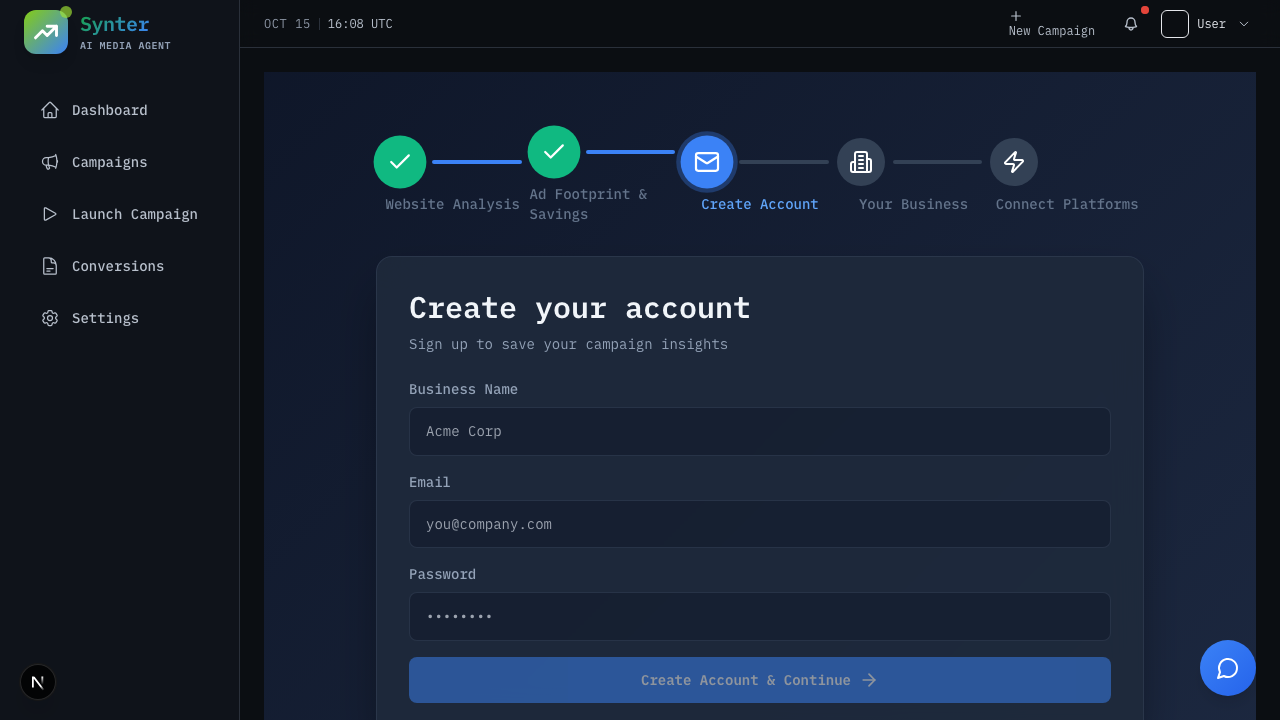 Synter
AI MEDIA AGENT
Dashboard
Campaigns
Launch Campaign
Conversions
Settings
N
OCT 15 | 16:08 UTC
New Campaign
User
Website Analysis
Ad Footprint &
Savings
Create Account
Your Business
Connect Platforms
Create your account
Sign up to save your campaign insights
Business Name
Acme Corp
Email
you@company.com
Password
••••••••
Create Account & Continue